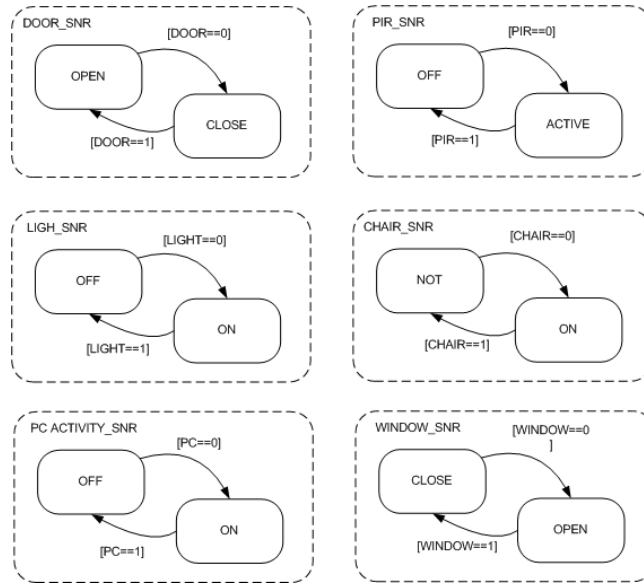 DOOR_SNR
[DOOR==0]
OPEN
CLOSE
[DOOR==1]
PIR_SNR
[PIR==0]
OFF
ACTIVE
[PIR==1]
LIGH_SNR
[LIGHT==0]
OFF
ON
[LIGHT==1]
CHAIR_SNR
[CHAIR==0]
NOT
ON
[CHAIR==1]
PC ACTIVITY_SNR
[PC==0]
OFF
ON
[PC==1]
WINDOW_SNR
[WINDOW==0
]
CLOSE
OPEN
[WINDOW==1]